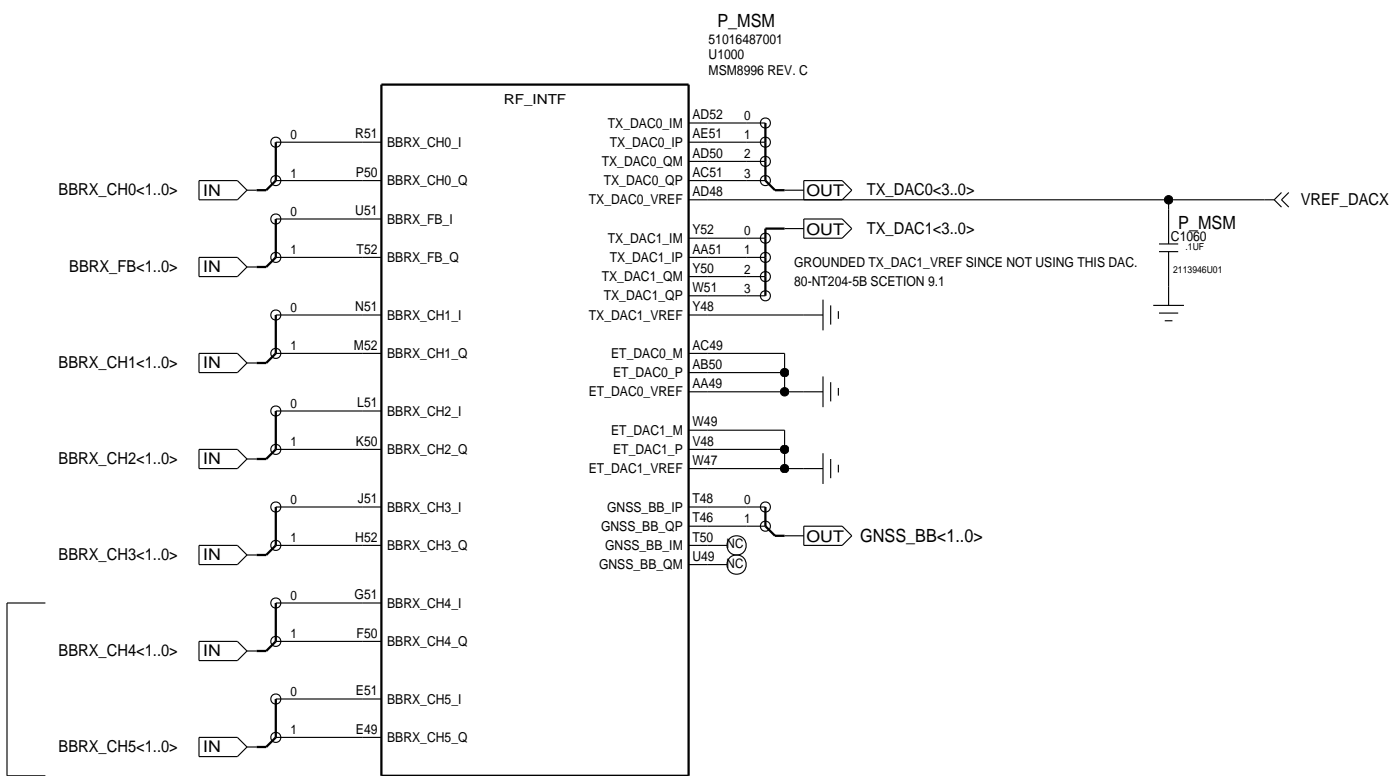 P_MSM
51016487001
U1000
MSM8996 REV. C
RF_INTF
BBRX_CH0<1..0> IN 0 R51 BBRX_CH0_I
1 P50 BBRX_CH0_Q
BBRX_FB<1..0> IN 0 U51 BBRX_FB_I
1 T52 BBRX_FB_Q
BBRX_CH1<1..0> IN 0 N51 BBRX_CH1_I
1 M52 BBRX_CH1_Q
BBRX_CH2<1..0> IN 0 L51 BBRX_CH2_I
1 K50 BBRX_CH2_Q
BBRX_CH3<1..0> IN 0 J51 BBRX_CH3_I
1 H52 BBRX_CH3_Q
BBRX_CH4<1..0> IN 0 G51 BBRX_CH4_I
1 F50 BBRX_CH4_Q
BBRX_CH5<1..0> IN 0 E51 BBRX_CH5_I
1 E49 BBRX_CH5_Q
TX_DAC0_IM AD52 0
TX_DAC0_IP AE51 1
TX_DAC0_QM AD50 2
TX_DAC0_QP AC51 3 OUT TX_DAC0<3..0>
TX_DAC0_VREF AD48 VREF_DACX
P_MSM
C1060
.1UF
2113946U01
TX_DAC1_IM Y52 0 OUT TX_DAC1<3..0>
TX_DAC1_IP AA51 1
TX_DAC1_QM Y50 2
TX_DAC1_QP W51 3
TX_DAC1_VREF Y48
GROUNDED TX_DAC1_VREF SINCE NOT USING THIS DAC.
80-NT204-5B SCETION 9.1
ET_DAC0_M AC49
ET_DAC0_P AB50
ET_DAC0_VREF AA49
ET_DAC1_M W49
ET_DAC1_P V48
ET_DAC1_VREF W47
GNSS_BB_IP T48 0
GNSS_BB_QP T46 1 OUT GNSS_BB<1..0>
GNSS_BB_IM T50 NC
GNSS_BB_QM U49 NC